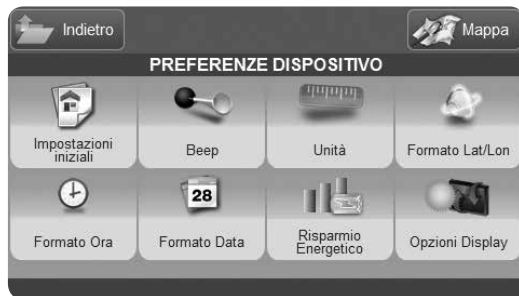 Indietro
Mappa
PREFERENZE DISPOSITIVO
Impostazioni
iniziali
Beep
Unità
Formato Lat/Lon
28
Formato Ora
Formato Data
Risparmio
Energetico
Opzioni Display